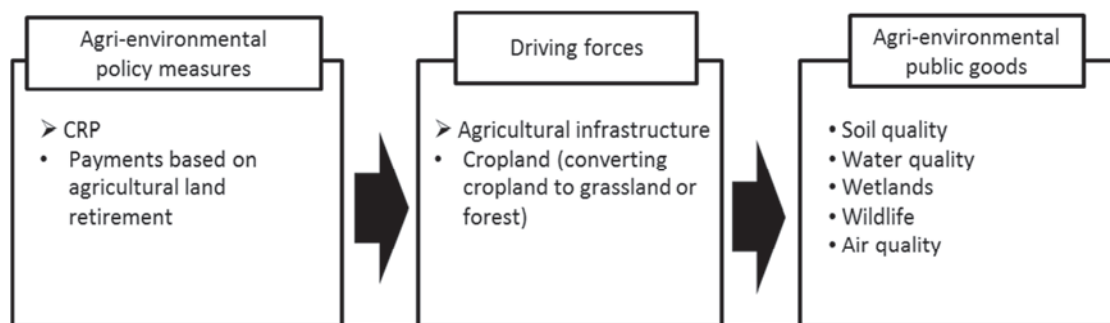 Agri-environmental
policy measures
➢ CRP
• Payments based on
agricultural land
retirement
Driving forces
➢ Agricultural infrastructure
• Cropland (converting
cropland to grassland or
forest)
Agri-environmental
public goods
• Soil quality
• Water quality
• Wetlands
• Wildlife
• Air quality